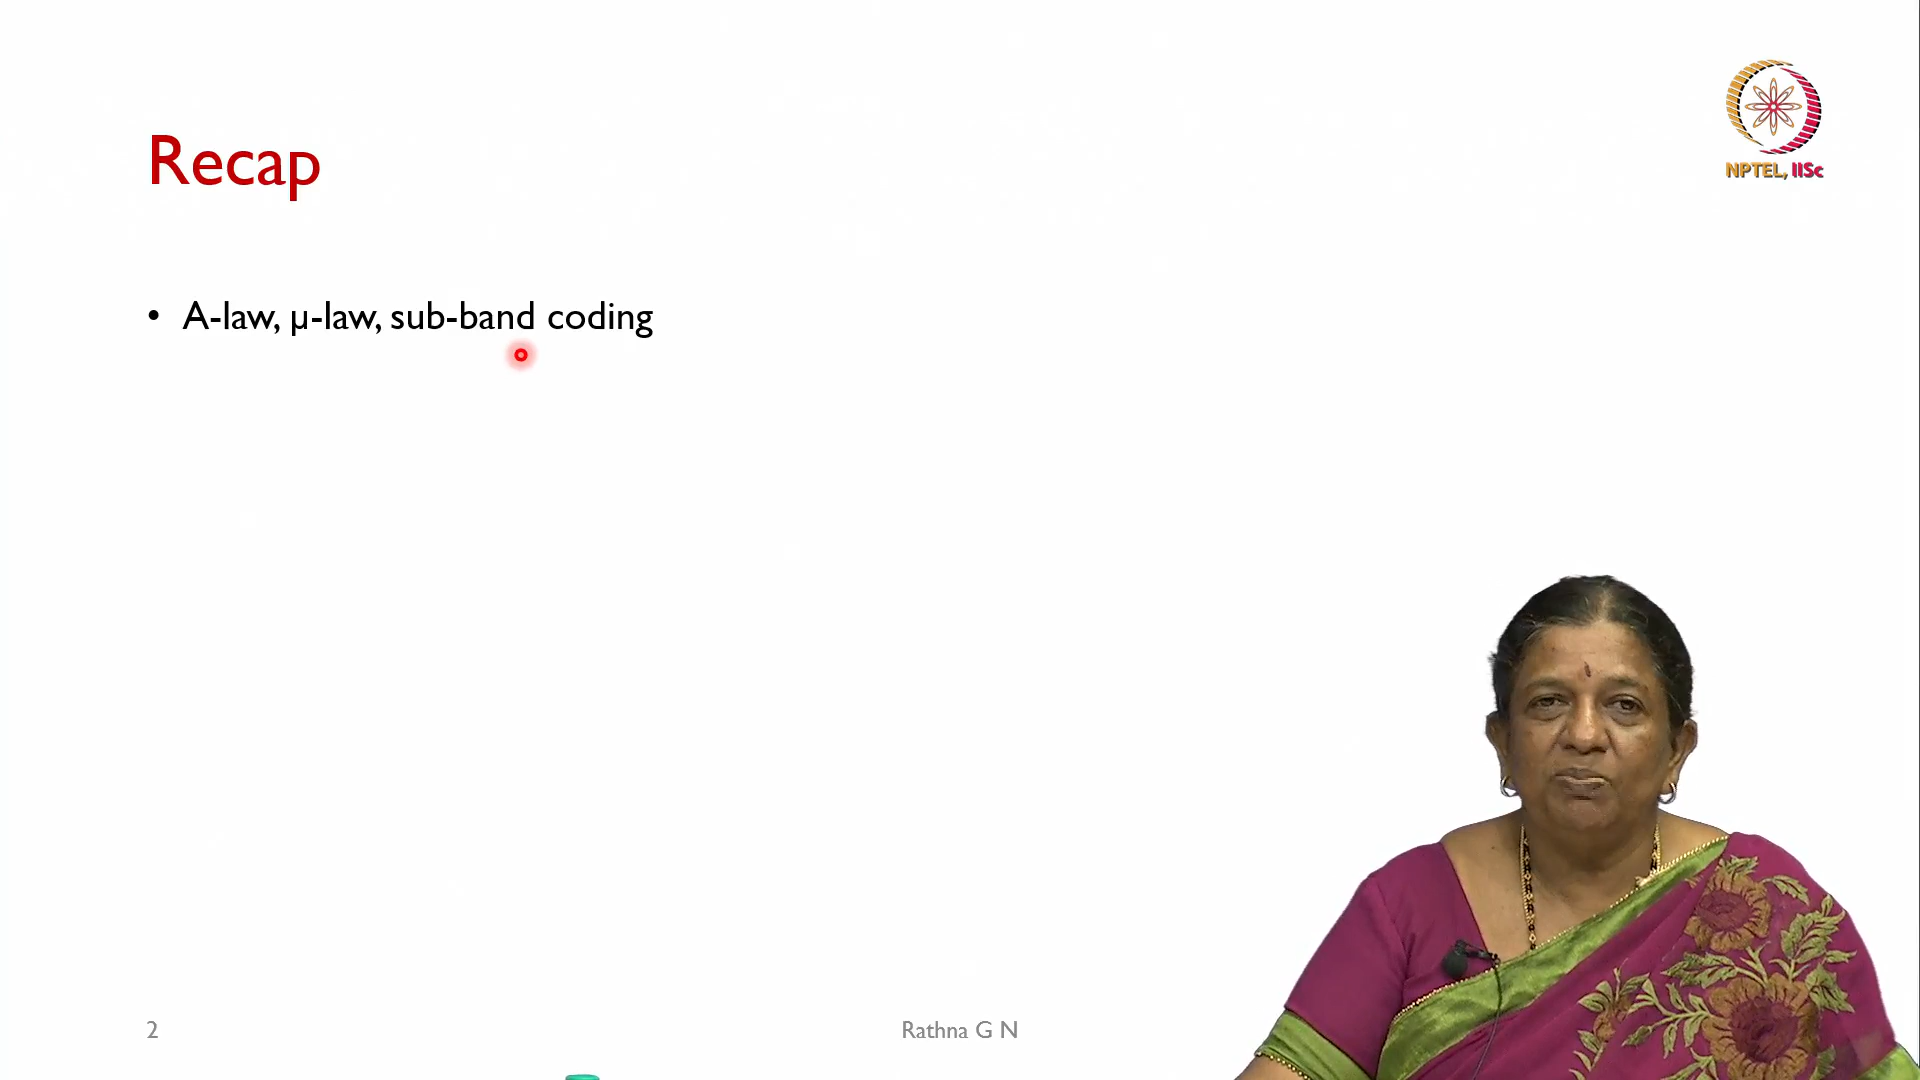 NPTEL, IISc
Recap
• A-law, µ-law, sub-band coding
2
Rathna G N